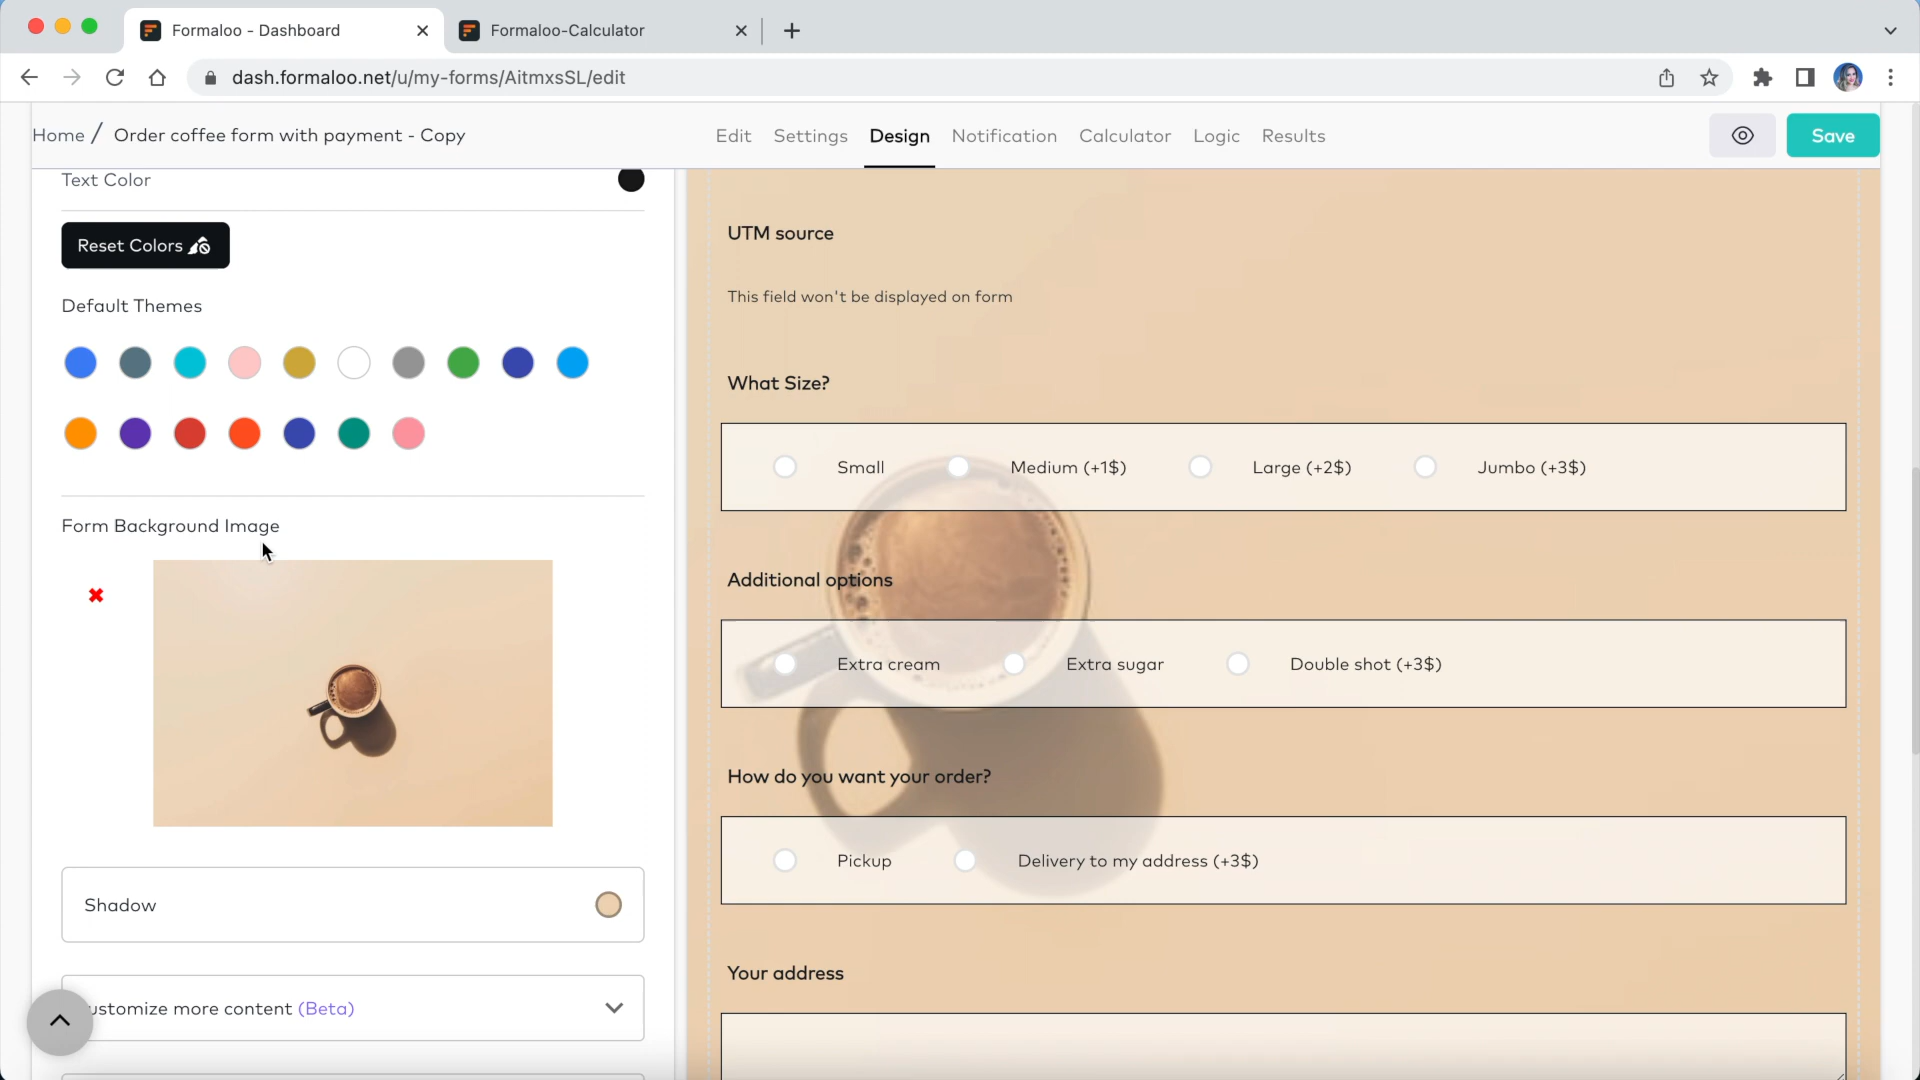 Formaloo - Dashboard
Formaloo-Calculator
dash.formaloo.net/u/my-forms/AitmxsSL/edit
Home / Order coffee form with payment - Copy
Edit Settings Design Notification Calculator Logic Results
Save
Text Color
Reset Colors
Default Themes
Form Background Image
Shadow
ustomize more content (Beta)
UTM source
This field won't be displayed on form
What Size?
Small Medium (+1$) Large (+2$) Jumbo (+3$)
Additional options
Extra cream Extra sugar Double shot (+3$)
How do you want your order?
Pickup Delivery to my address (+3$)
Your address